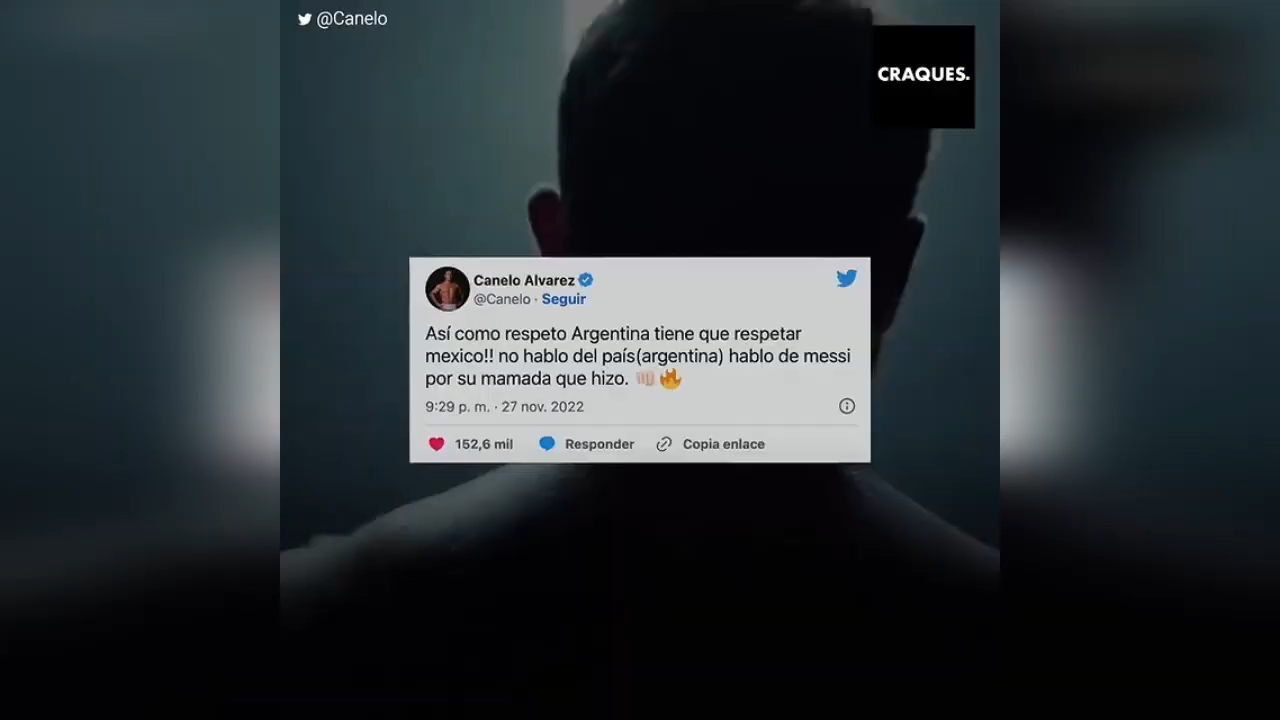 @Canelo
CRAQUES.
Canelo Alvarez
@Canelo · Seguir
Así como respeto Argentina tiene que respetar
mexico!! no hablo del país(argentina) hablo de messi
por su mamada que hizo. 👊🏻🔥
9:29 p. m. · 27 nov. 2022
152,6 mil Responder Copia enlace